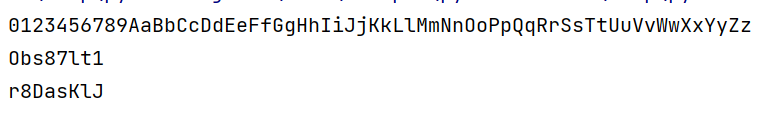 0123456789AaBbCcDdEeFfGgHhIiJjKkLlMmNnOoPpQqRrSsTtUuVvWwXxYyZz
Obs87lt1
r8DasKlJ